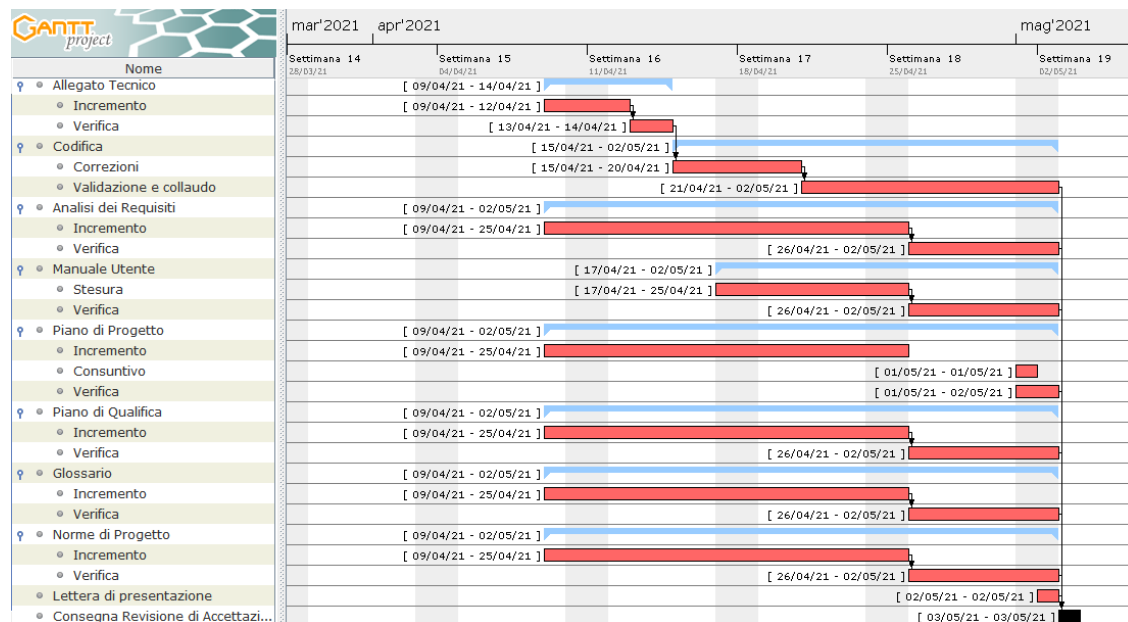 GANTT
project
mar'2021 apr'2021 mag'2021
Settimana 14 Settimana 15 Settimana 16 Settimana 17 Settimana 18 Settimana 19
28/03/21 04/04/21 11/04/21 18/04/21 25/04/21 02/05/21
Nome
Allegato Tecnico [ 09/04/21 - 14/04/21 ]
Incremento [ 09/04/21 - 12/04/21 ]
Verifica [ 13/04/21 - 14/04/21 ]
Codifica [ 15/04/21 - 02/05/21 ]
Correzioni [ 15/04/21 - 20/04/21 ]
Validazione e collaudo [ 21/04/21 - 02/05/21 ]
Analisi dei Requisiti [ 09/04/21 - 02/05/21 ]
Incremento [ 09/04/21 - 25/04/21 ]
Verifica [ 26/04/21 - 02/05/21 ]
Manuale Utente [ 17/04/21 - 02/05/21 ]
Stesura [ 17/04/21 - 25/04/21 ]
Verifica [ 26/04/21 - 02/05/21 ]
Piano di Progetto [ 09/04/21 - 02/05/21 ]
Incremento [ 09/04/21 - 25/04/21 ]
Consuntivo [ 01/05/21 - 01/05/21 ]
Verifica [ 01/05/21 - 02/05/21 ]
Piano di Qualifica [ 09/04/21 - 02/05/21 ]
Incremento [ 09/04/21 - 25/04/21 ]
Verifica [ 26/04/21 - 02/05/21 ]
Glossario [ 09/04/21 - 02/05/21 ]
Incremento [ 09/04/21 - 25/04/21 ]
Verifica [ 26/04/21 - 02/05/21 ]
Norme di Progetto [ 09/04/21 - 02/05/21 ]
Incremento [ 09/04/21 - 25/04/21 ]
Verifica [ 26/04/21 - 02/05/21 ]
Lettera di presentazione [ 02/05/21 - 02/05/21 ]
Consegna Revisione di Accettazi... [ 03/05/21 - 03/05/21 ]